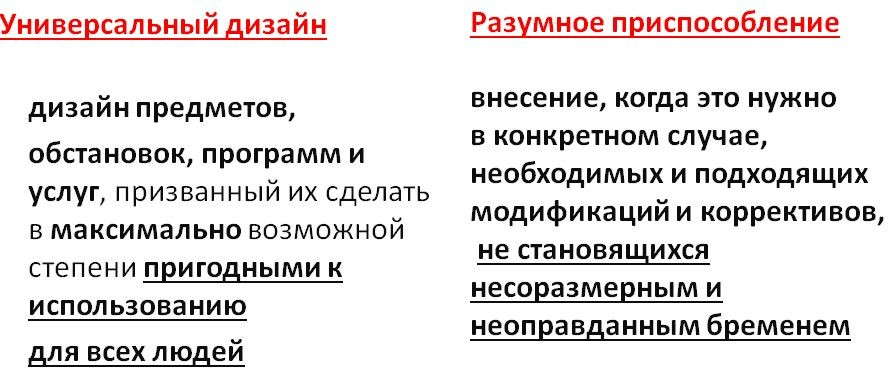 Универсальный дизайн
дизайн предметов,
обстановок, программ и
услуг, призванный их сделать
в максимально возможной
степени пригодными к
использованию
для всех людей
Разумное приспособление
внесение, когда это нужно
в конкретном случае,
необходимых и подходящих
модификаций и коррективов,
не становящихся
несоразмерным и
неоправданным бременем